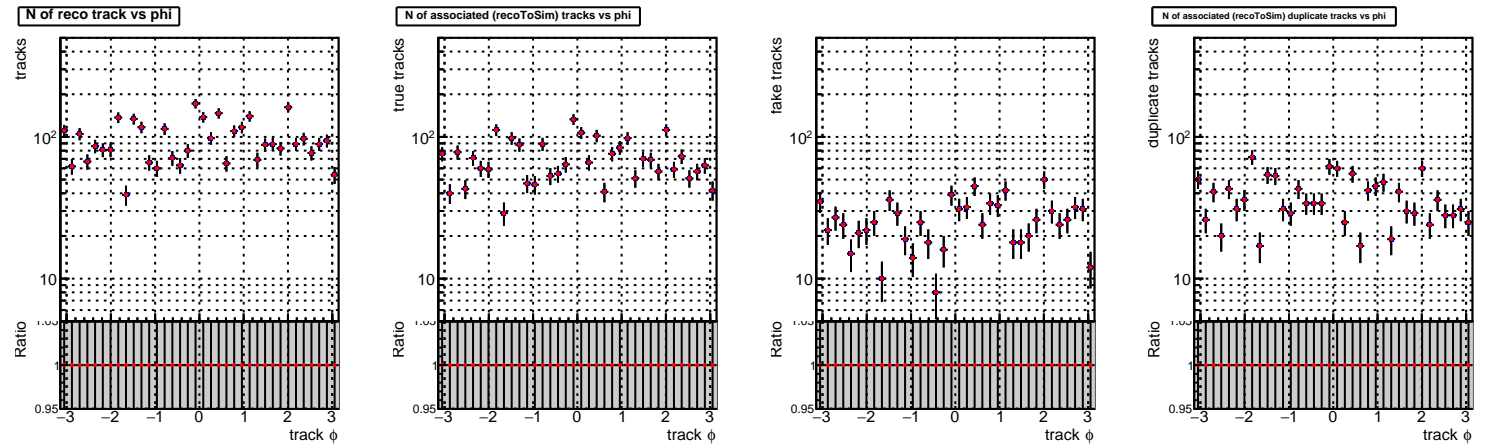 N of reco track vs phi
tracks
10²
10
Ratio
1
0.95
−3 −2 −1 0 1 2 3
track ϕ
N of associated (recoToSim) tracks vs phi
true tracks
10²
10
Ratio
1
0.95
−3 −2 −1 0 1 2 3
track ϕ
fake tracks
10²
10
Ratio
1
0.95
−3 −2 −1 0 1 2 3
track ϕ
N of associated (recoToSim) duplicate tracks vs phi
duplicate tracks
10²
10
Ratio
1
0.95
−3 −2 −1 0 1 2 3
track ϕ